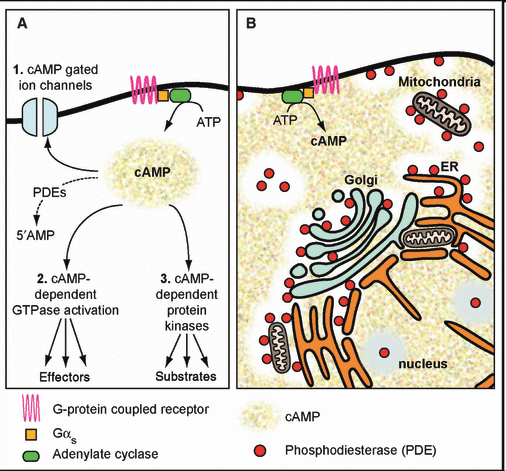 A
1. cAMP gated
ion channels
ATP
cAMP
PDEs
5′AMP
2. cAMP-
dependent
GTPase activation
3. cAMP-
dependent
protein
kinases
Effectors
Substrates
B
Mitochondria
ATP
cAMP
ER
Golgi
nucleus
G-protein coupled receptor
Gαs
Adenylate cyclase
cAMP
Phosphodiesterase (PDE)